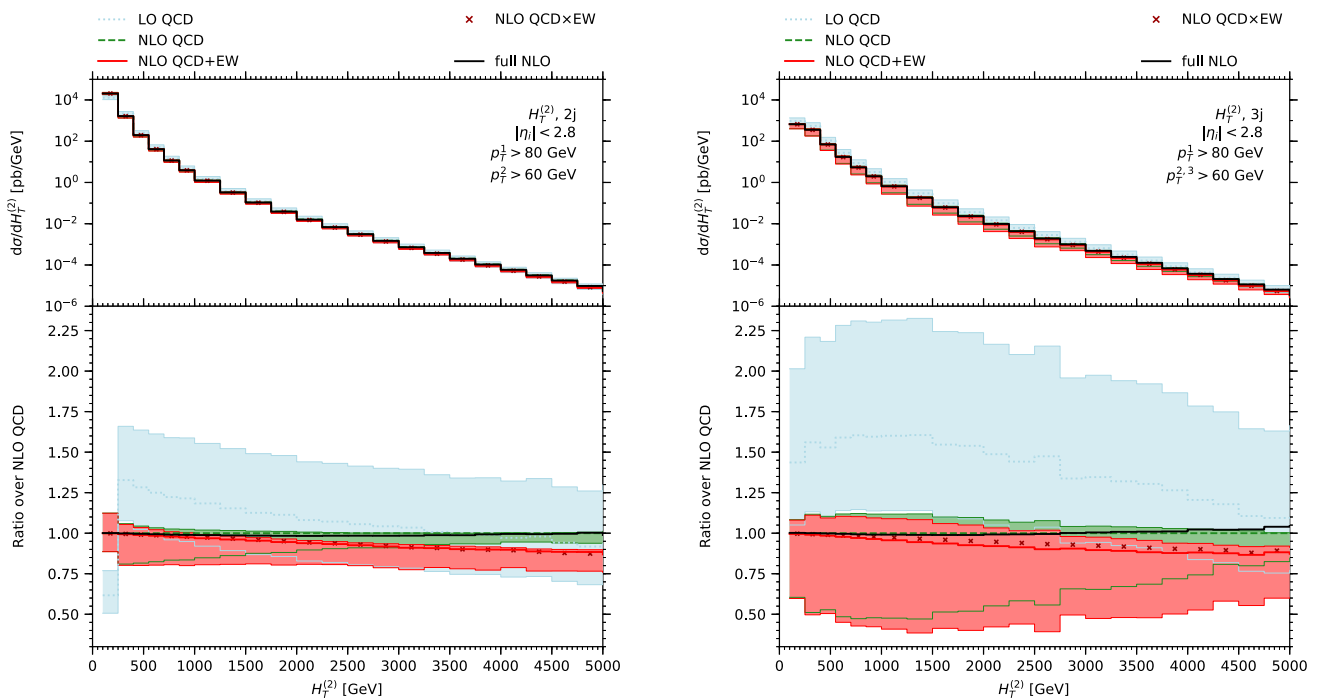 LO QCD
NLO QCD
NLO QCD+EW
NLO QCD×EW
full NLO
H_T^{(2)}, 2j
|η_i| < 2.8
p_T^1 > 80 GeV
p_T^2 > 60 GeV
dσ/dH_T^{(2)} [pb/GeV]
10^4
10^2
10^0
10^{-2}
10^{-4}
10^{-6}
Ratio over NLO QCD
2.25
2.00
1.75
1.50
1.25
1.00
0.75
0.50
0 500 1000 1500 2000 2500 3000 3500 4000 4500 5000
H_T^{(2)} [GeV]
LO QCD
NLO QCD
NLO QCD+EW
NLO QCD×EW
full NLO
H_T^{(2)}, 3j
|η_i| < 2.8
p_T^1 > 80 GeV
p_T^{2,3} > 60 GeV
dσ/dH_T^{(2)} [pb/GeV]
10^4
10^2
10^0
10^{-2}
10^{-4}
10^{-6}
Ratio over NLO QCD
2.25
2.00
1.75
1.50
1.25
1.00
0.75
0.50
0 500 1000 1500 2000 2500 3000 3500 4000 4500 5000
H_T^{(2)} [GeV]